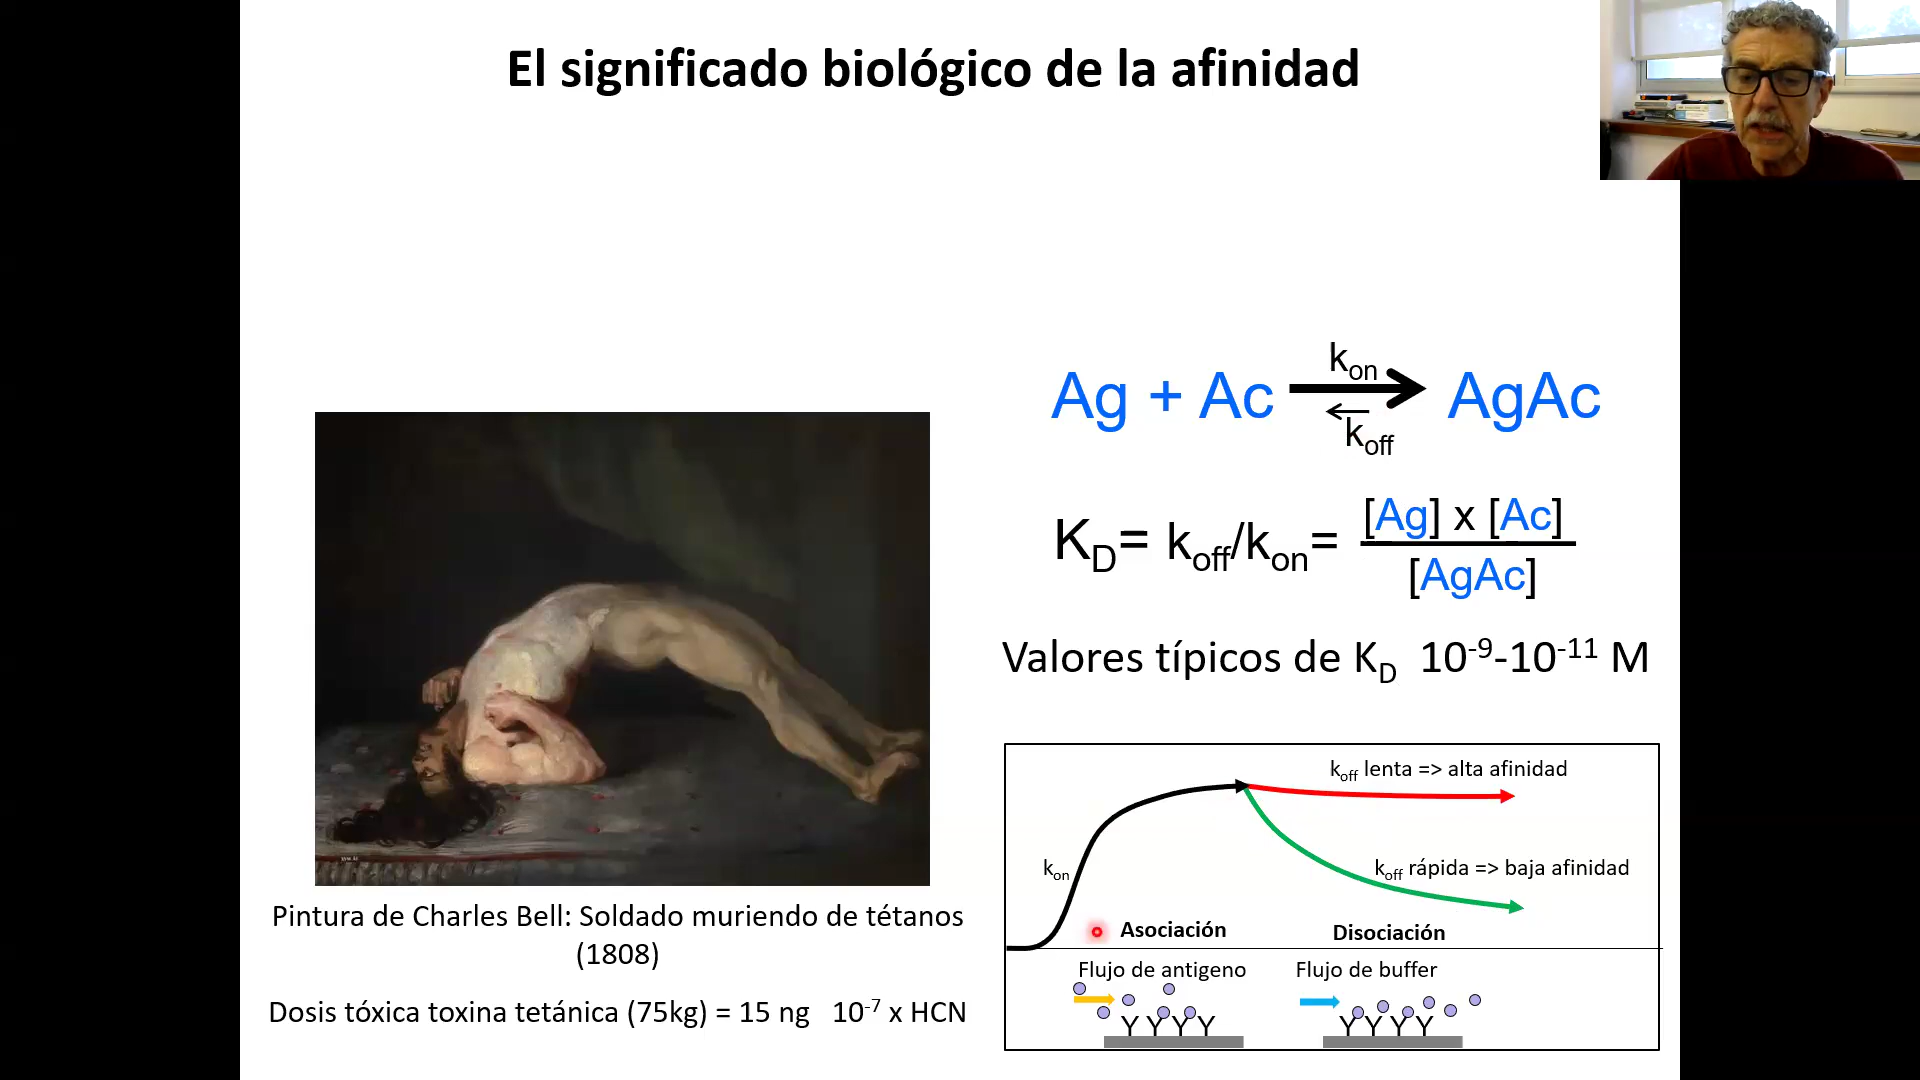 El significado biológico de la afinidad
k_on
Ag + Ac AgAc
k_off
K_D= k_off/k_on= [Ag] x [Ac]
[AgAc]
Valores típicos de K_D 10^-9-10^-11 M
k_off lenta => alta afinidad
k_on
k_off rápida => baja afinidad
Asociación Disociación
Flujo de antigeno Flujo de buffer
Y Y Y Y Y Y Y Y
Pintura de Charles Bell: Soldado muriendo de tétanos
(1808)
Dosis tóxica toxina tetánica (75kg) = 15 ng 10^-7 x HCN